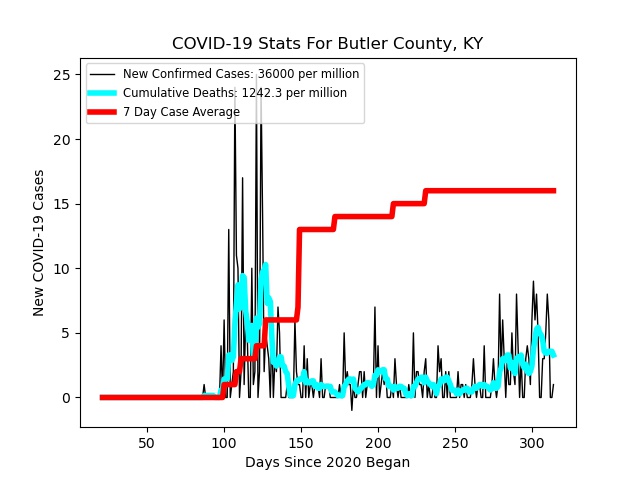 COVID-19 Stats For Butler County, KY
New Confirmed Cases: 36000 per million
Cumulative Deaths: 1242.3 per million
7 Day Case Average
New COVID-19 Cases
25
20
15
10
5
0
50
100
150
200
250
300
Days Since 2020 Began